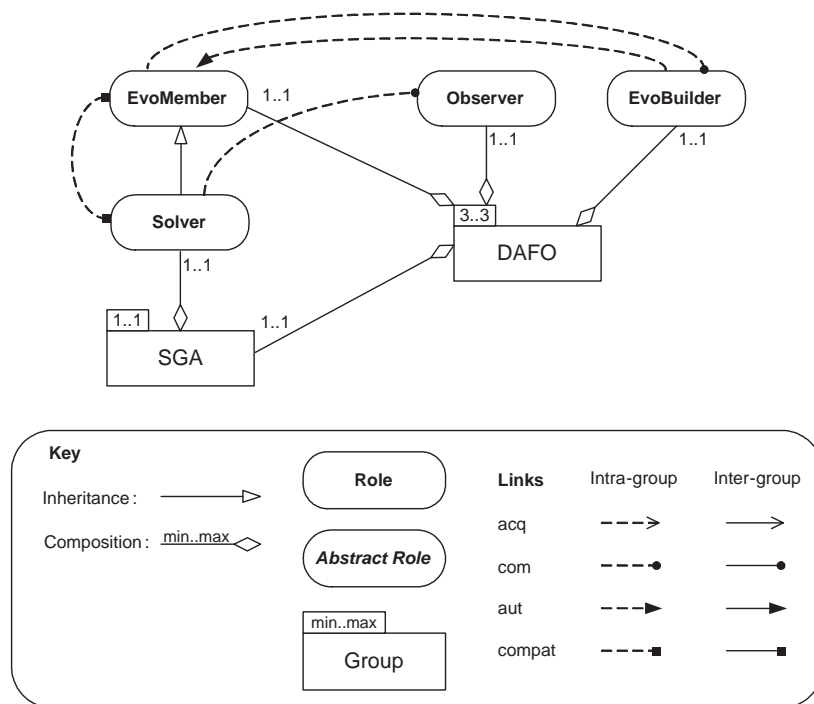 EvoMember
Observer
EvoBuilder
1..1
1..1
1..1
Solver
3..3
DAFO
1..1
1..1
1..1
SGA
Key
Role
Links
Intra-group
Inter-group
Inheritance :
acq
Composition :
min..max
Abstract Role
com
aut
min..max
Group
compat